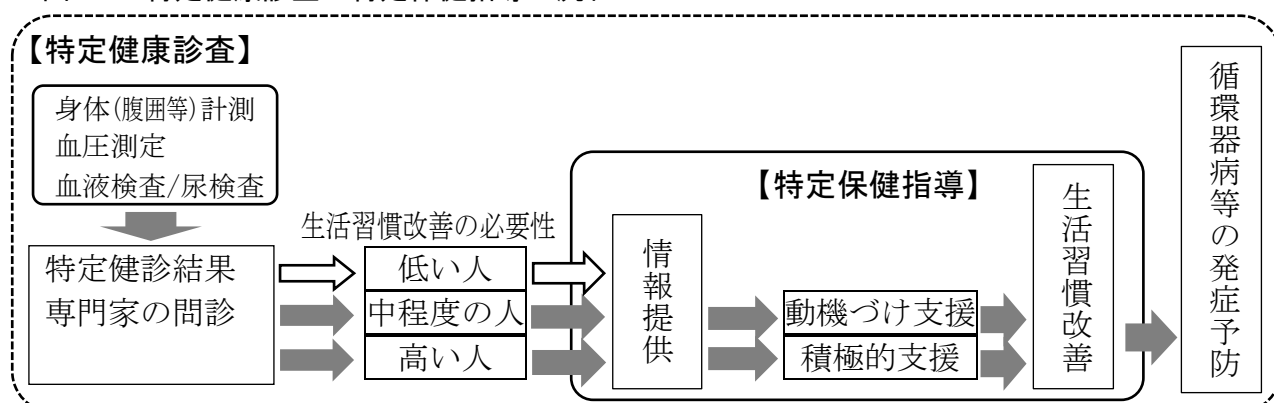 【特定健康診査】
身体(腹囲等)計測
血圧測定
血液検査/尿検査
特定健診結果
専門家の問診
生活習慣改善の必要性
低い人
中程度の人
高い人
【特定保健指導】
情報提供
動機づけ支援
積極的支援
生活習慣改善
循環器病等の発症予防